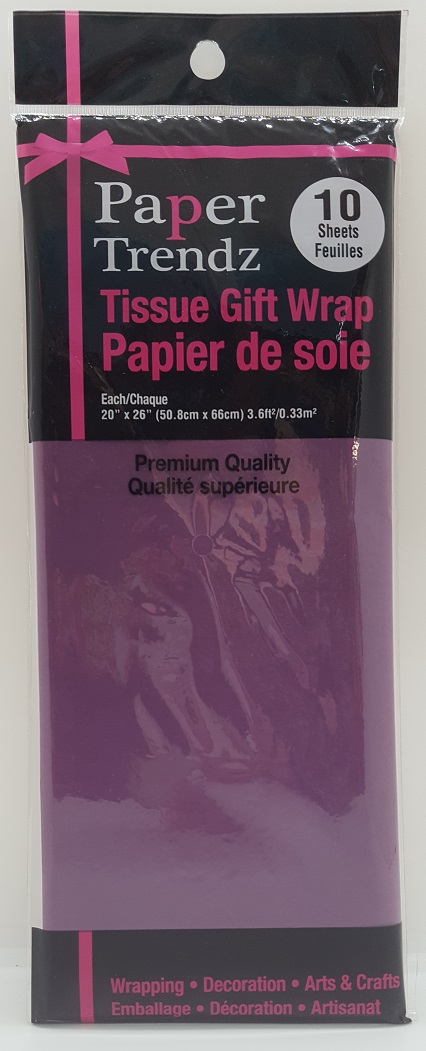 Paper
Trendz
10
Sheets
Feuilles
Tissue Gift Wrap
Papier de soie
Each/Chaque
20" x 26" (50.8cm x 66cm) 3.6ft²/0.33m²
Premium Quality
Qualité supérieure
Wrapping • Decoration • Arts & Crafts
Emballage • Décoration • Artisanat